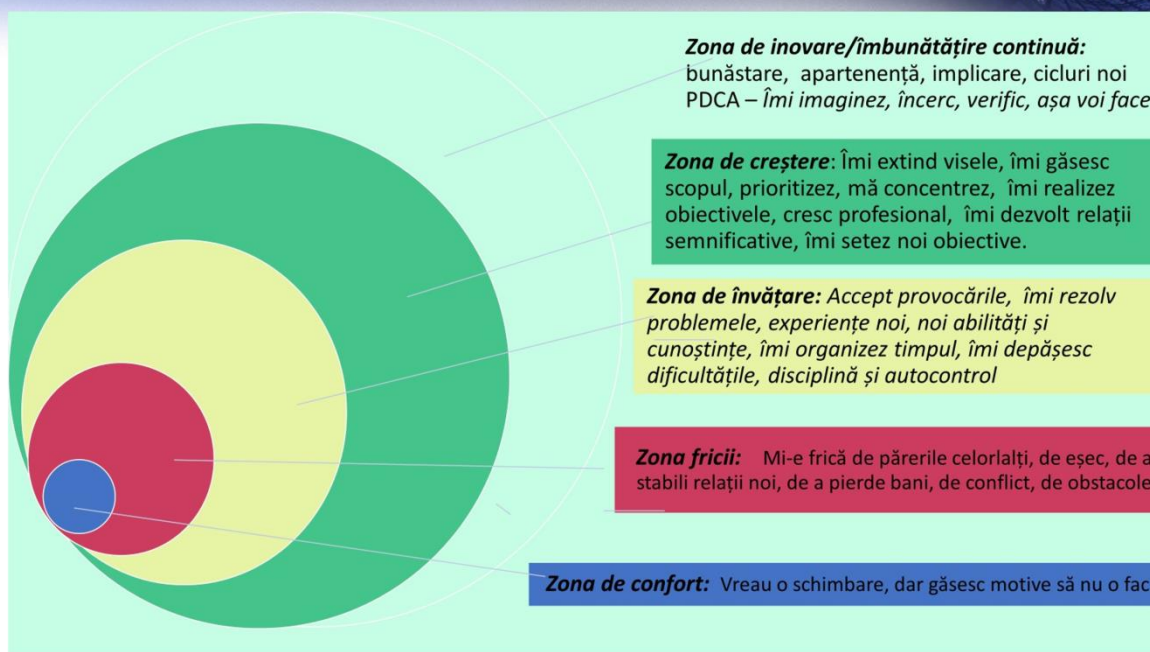 Zona de inovare/îmbunătățire continuă:
bunăstare, apartenență, implicare, cicluri noi
PDCA – Îmi imaginez, încerc, verific, așa voi face
Zona de creștere: Îmi extind visele, îmi găsesc
scopul, prioritizez, mă concentrez, îmi realizez
obiectivele, cresc profesional, îmi dezvolt relații
semnificative, îmi setez noi obiective.
Zona de învățare: Accept provocările, îmi rezolv
problemele, experiențe noi, noi abilități și
cunoștințe, îmi organizez timpul, îmi depășesc
dificultățile, disciplină și autocontrol
Zona fricii: Mi-e frică de părerile celorlalți, de eșec, de a
stabili relații noi, de a pierde bani, de conflict, de obstacole
Zona de confort: Vreau o schimbare, dar găsesc motive să nu o fac